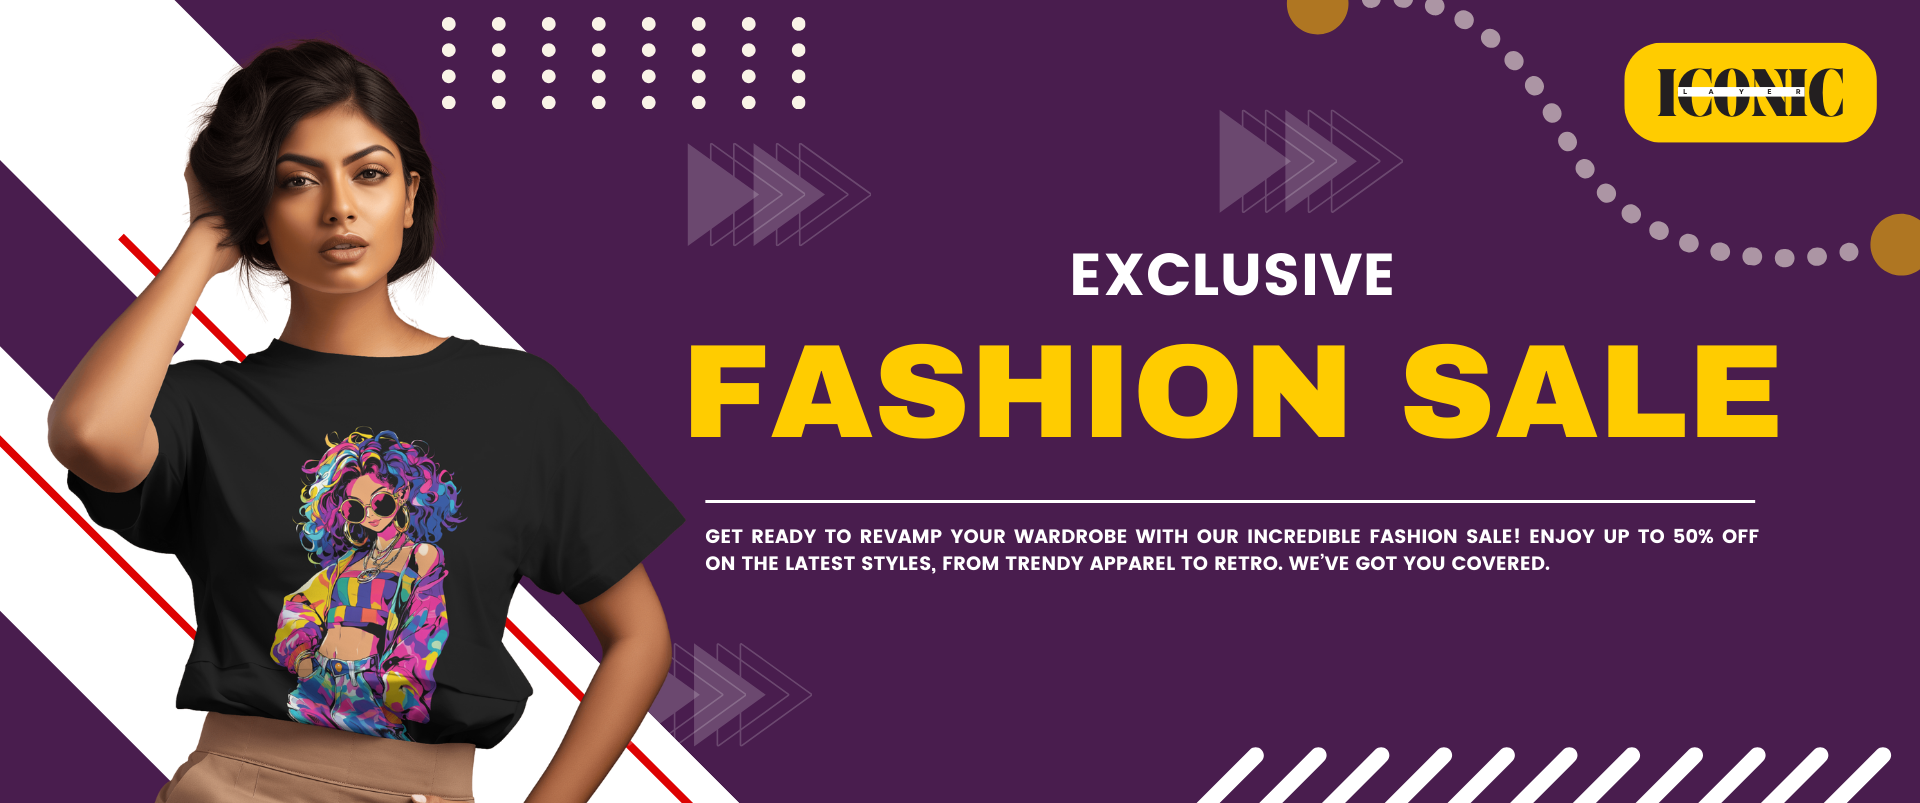 ICONIC
LAYER
EXCLUSIVE
FASHION SALE
GET READY TO REVAMP YOUR WARDROBE WITH OUR INCREDIBLE FASHION SALE! ENJOY UP TO 50% OFF
ON THE LATEST STYLES, FROM TRENDY APPAREL TO RETRO. WE’VE GOT YOU COVERED.